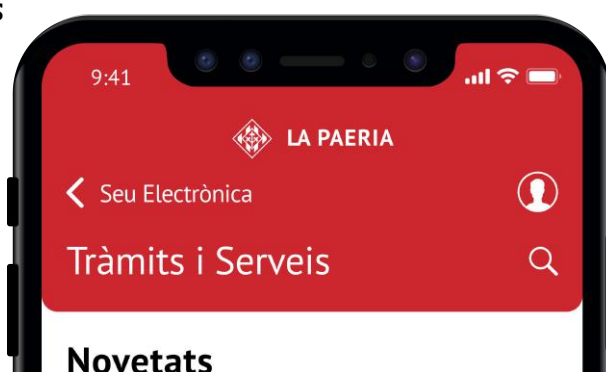 s
9:41
LA PAERIA
Seu Electrònica
Tràmits i Serveis
Novetats